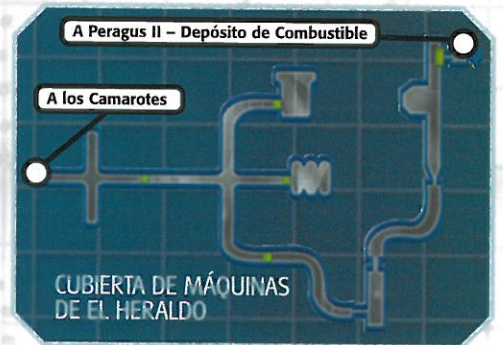 A Peragus II – Depósito de Combustible
A los Camarotes
CUBIERTA DE MÁQUINAS
DE EL HERALDO